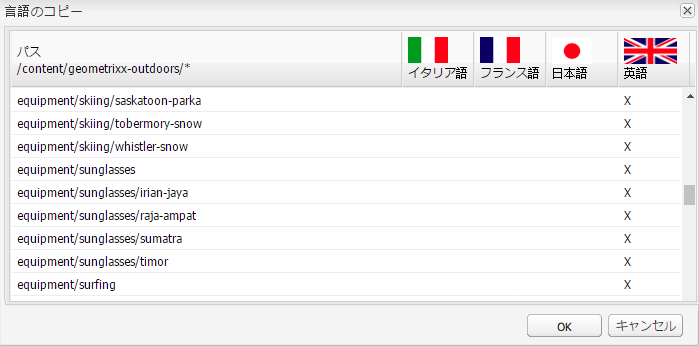 言語のコピー
パス
/content/geometrixx-outdoors/*
イタリア語 フランス語 日本語 英語
equipment/skiing/saskatoon-parka X
equipment/skiing/tobermory-snow X
equipment/skiing/whistler-snow X
equipment/sunglasses X
equipment/sunglasses/irian-jaya X
equipment/sunglasses/raja-ampat X
equipment/sunglasses/sumatra X
equipment/sunglasses/timor X
equipment/surfing X
OK キャンセル